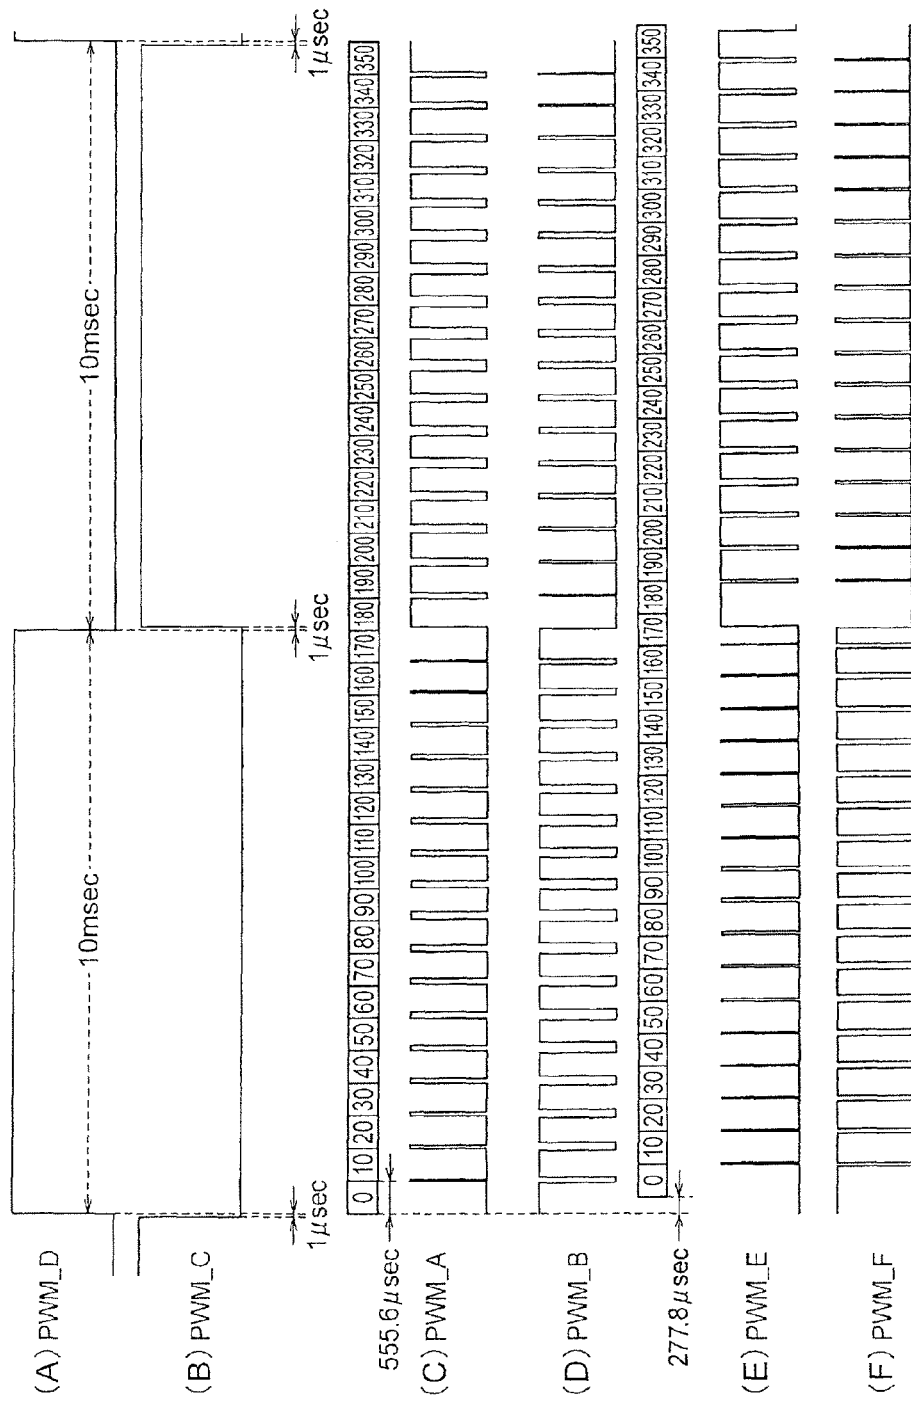 (A) PWM_D
10msec 10msec
(B) PWM_C
1μsec 1μsec 1μsec
0 10 20 30 40 50 60 70 80 90 100 110 120 130 140 150 160 170 180 190 200 210 220 230 240 250 260 270 280 290 300 310 320 330 340 350
555.6μsec
(C) PWM_A
(D) PWM_B
0 10 20 30 40 50 60 70 80 90 100 110 120 130 140 150 160 170 180 190 200 210 220 230 240 250 260 270 280 290 300 310 320 330 340 350
277.8μsec
(E) PWM_E
(F) PWM_F